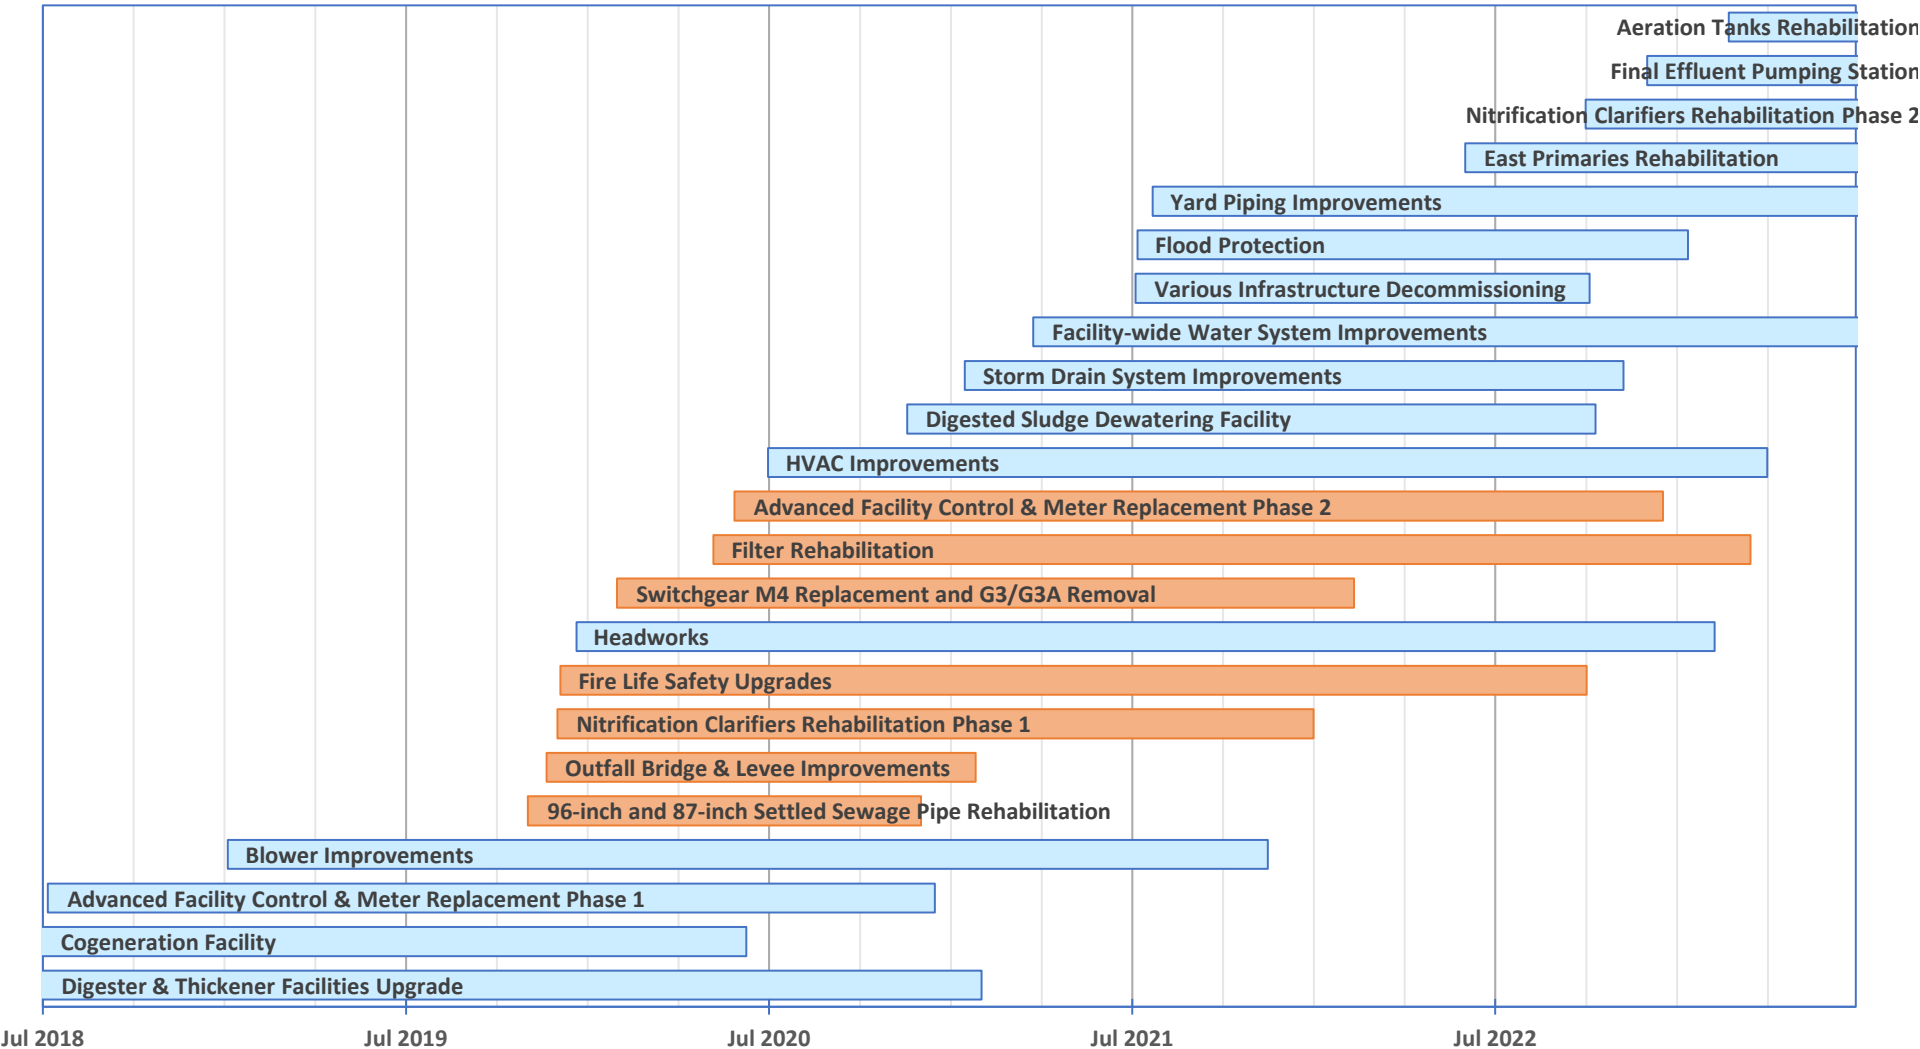 Aeration Tanks Rehabilitation
Final Effluent Pumping Station
Nitrification Clarifiers Rehabilitation Phase 2
East Primaries Rehabilitation
Yard Piping Improvements
Flood Protection
Various Infrastructure Decommissioning
Facility-wide Water System Improvements
Storm Drain System Improvements
Digested Sludge Dewatering Facility
HVAC Improvements
Advanced Facility Control & Meter Replacement Phase 2
Filter Rehabilitation
Switchgear M4 Replacement and G3/G3A Removal
Headworks
Fire Life Safety Upgrades
Nitrification Clarifiers Rehabilitation Phase 1
Outfall Bridge & Levee Improvements
96-inch and 87-inch Settled Sewage Pipe Rehabilitation
Blower Improvements
Advanced Facility Control & Meter Replacement Phase 1
Cogeneration Facility
Digester & Thickener Facilities Upgrade
Jul 2018 Jul 2019 Jul 2020 Jul 2021 Jul 2022